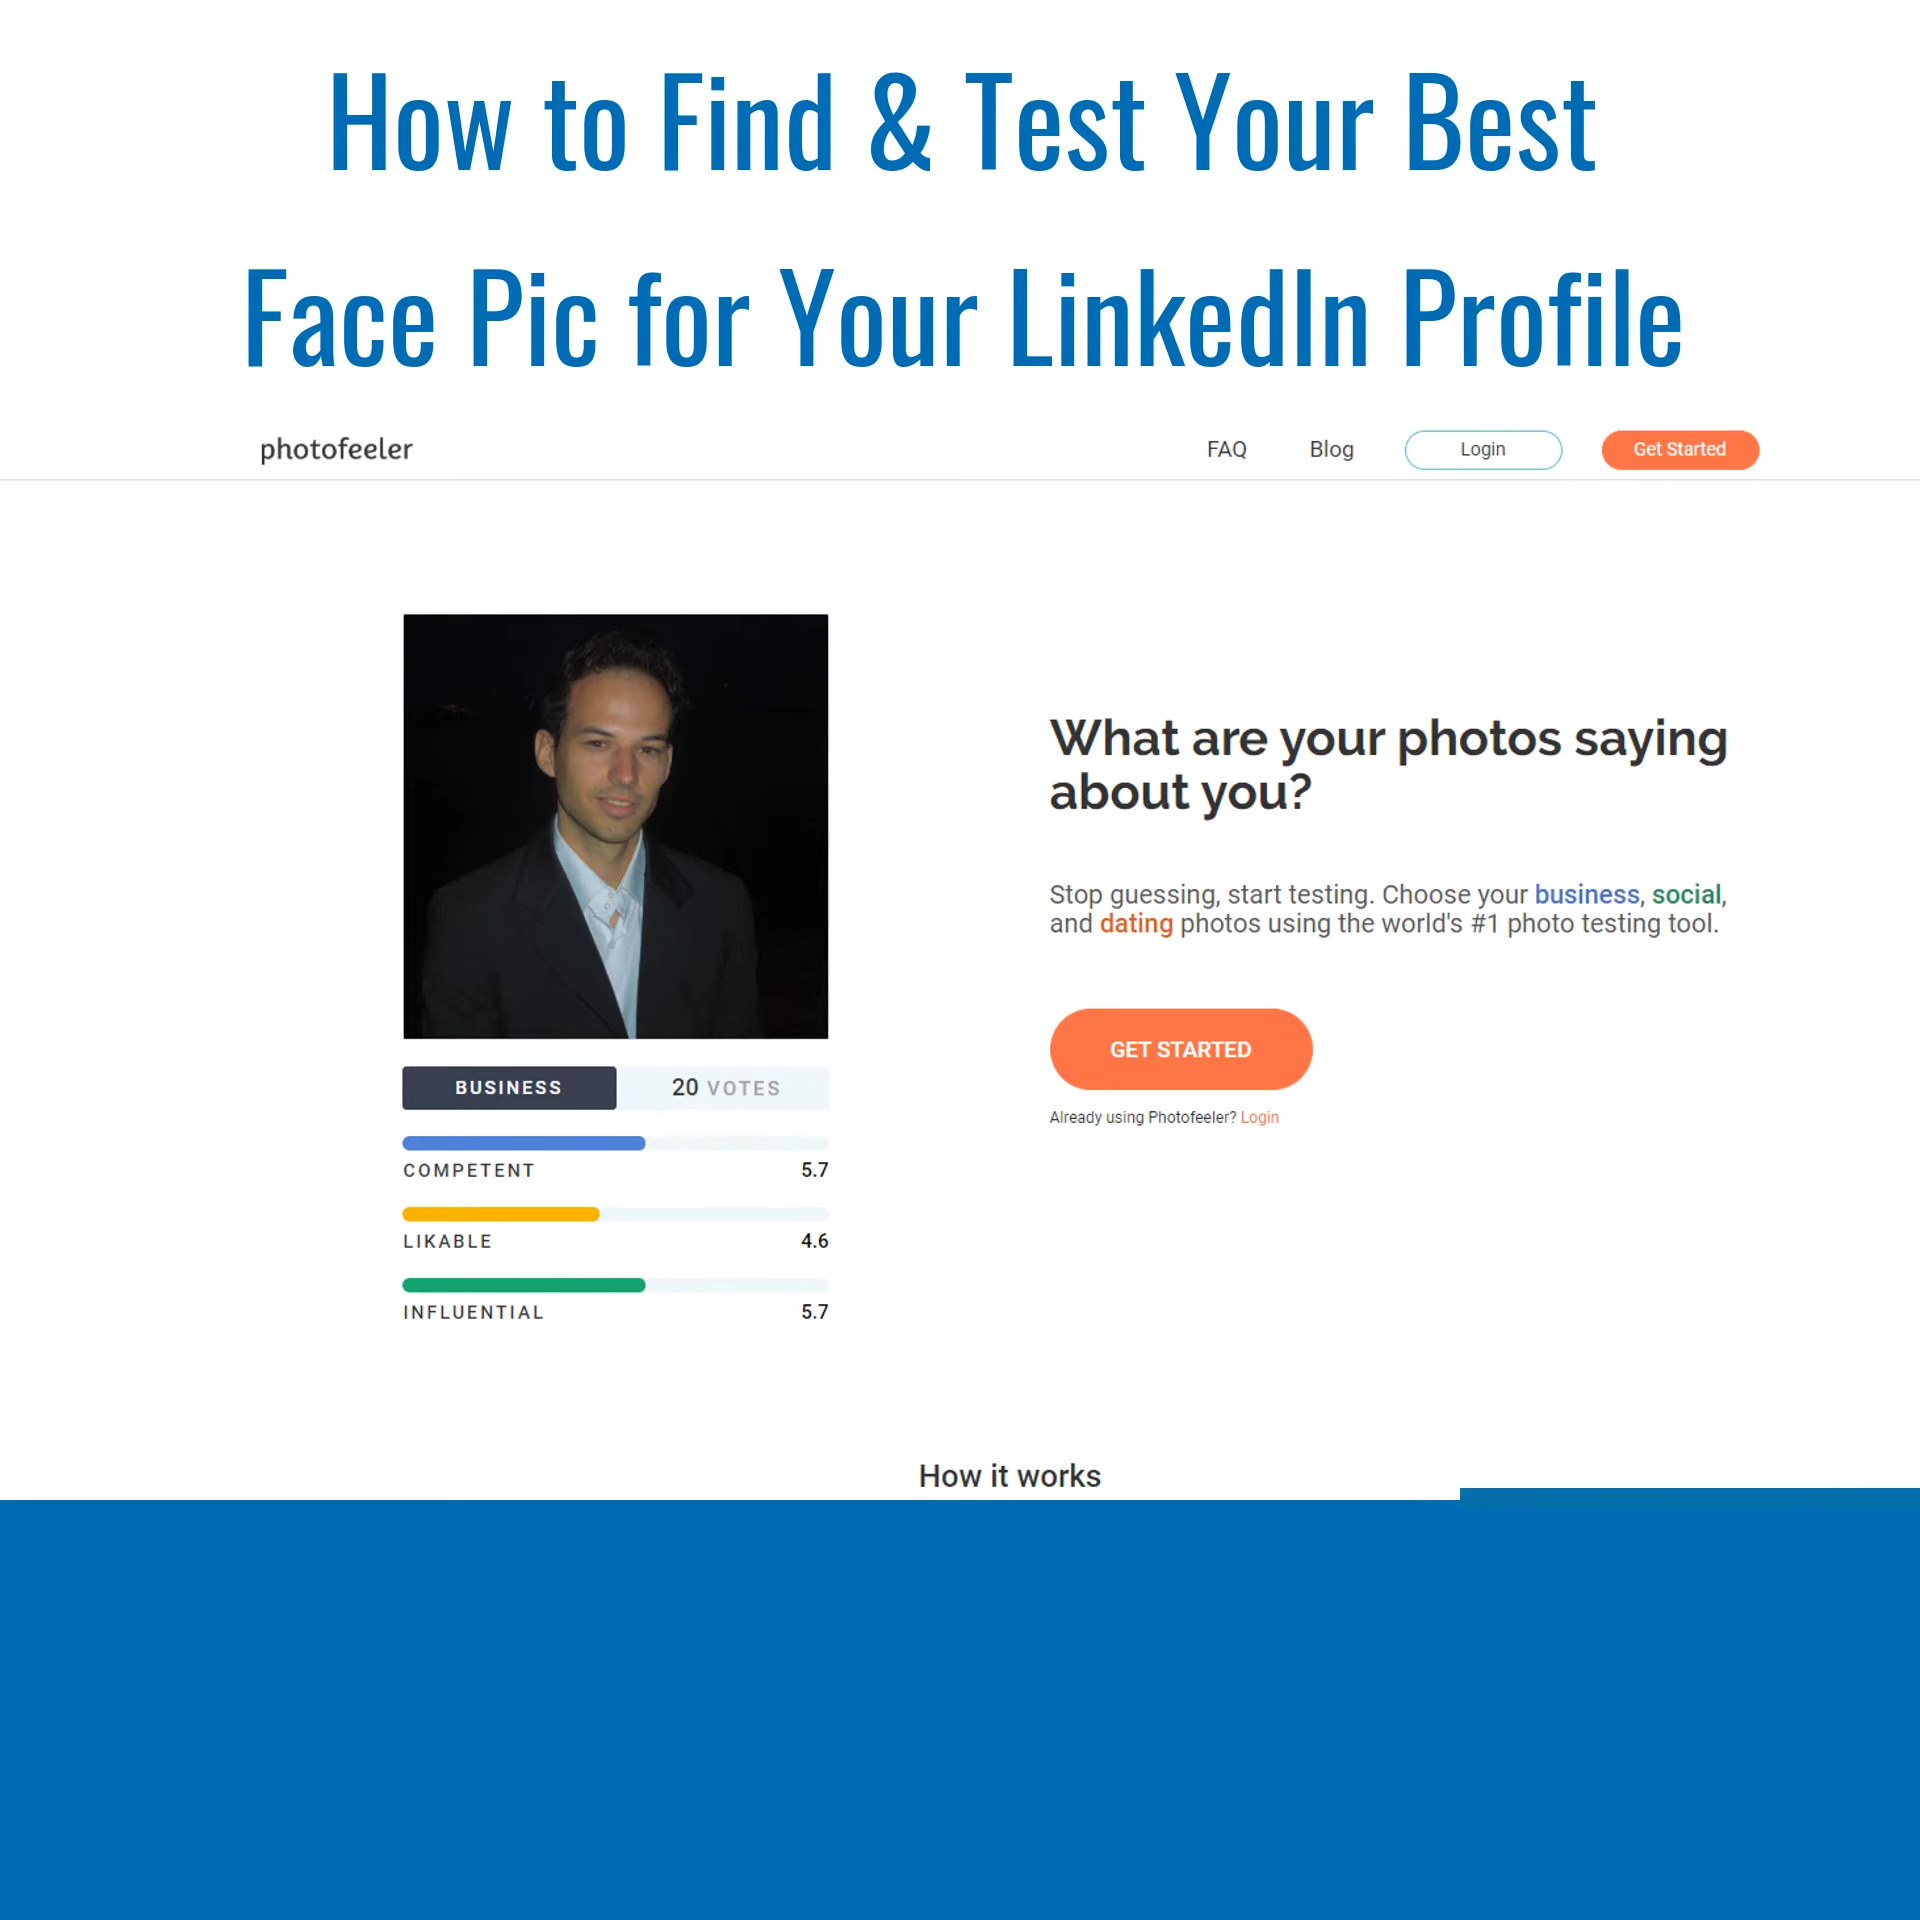 How to Find & Test Your Best
Face Pic for Your LinkedIn Profile
photofeeler
FAQ
Blog
Login
Get Started
BUSINESS
20 VOTES
COMPETENT
5.7
LIKABLE
4.6
INFLUENTIAL
5.7
What are your photos saying
about you?
Stop guessing, start testing. Choose your business, social,
and dating photos using the world's #1 photo testing tool.
GET STARTED
Already using Photofeeler? Login
How it works